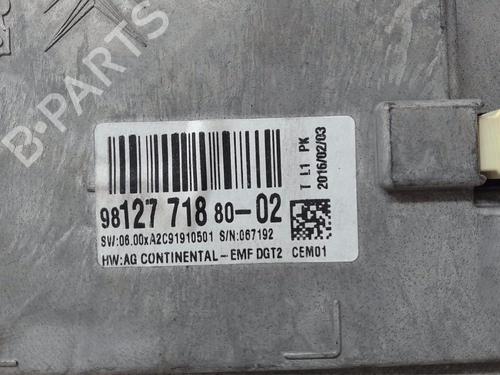 B-PARTS
98127 718 80-02
SW:06.00xA2C91910501 S/N:067192
HW:AG CONTINENTAL-EMF DGT2 CEM01
T L1 PK
2016/02/03